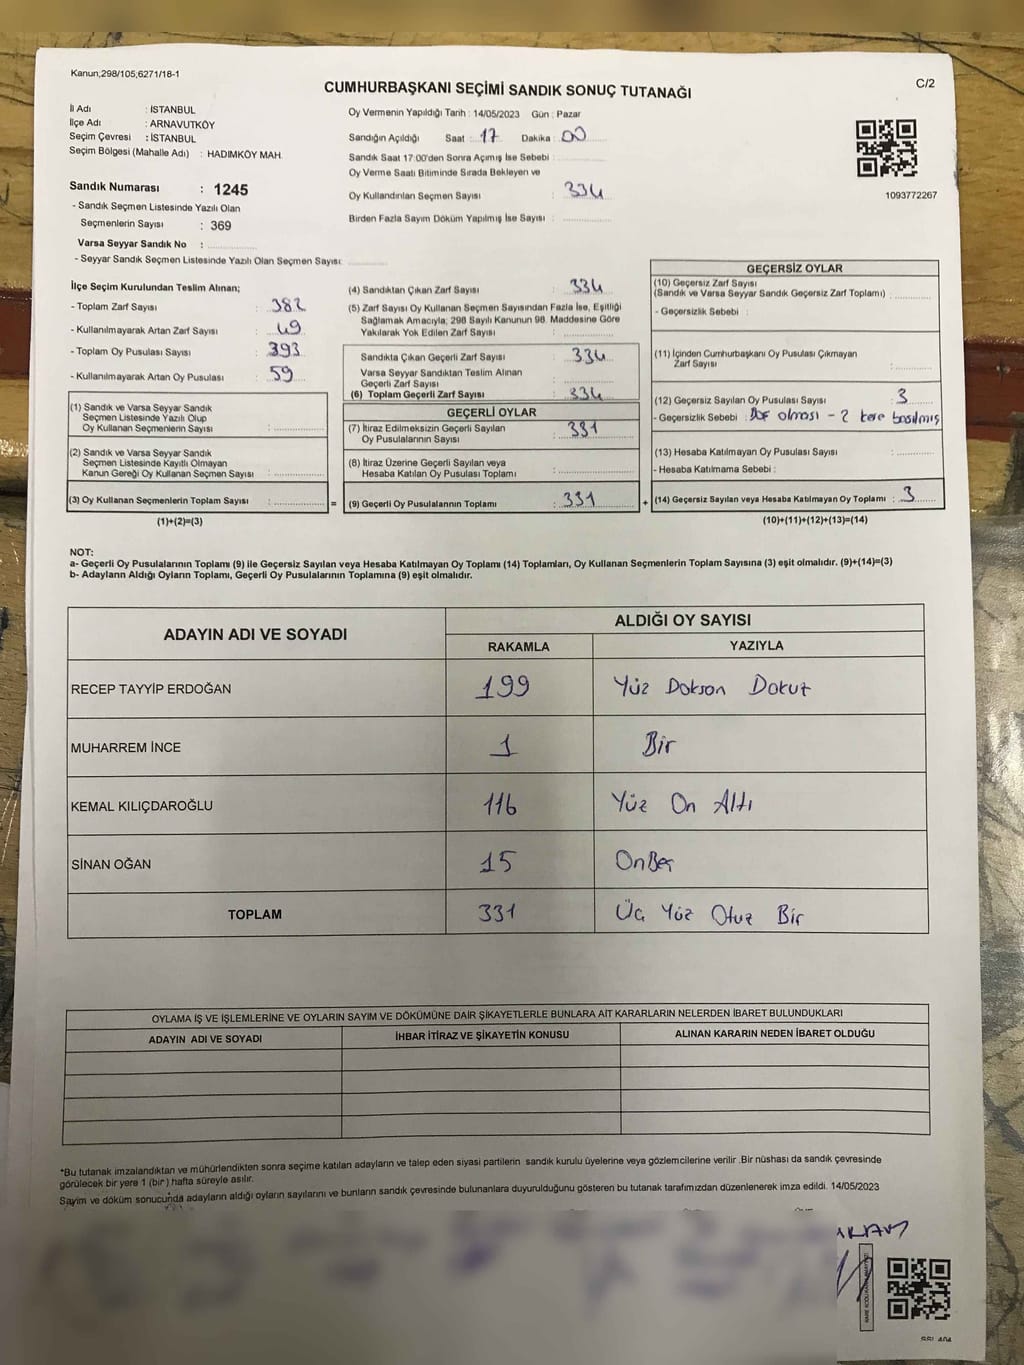 Kanun;298/105;6271/18-1
C/2
CUMHURBAŞKANI SEÇİMİ SANDIK SONUÇ TUTANAĞI
İl Adı : İSTANBUL
İlçe Adı : ARNAVUTKÖY
Seçim Çevresi : İSTANBUL
Seçim Bölgesi (Mahalle Adı) : HADIMKÖY MAH.
Sandık Numarası : 1245
- Sandık Seçmen Listesinde Yazılı Olan
Seçmenlerin Sayısı : 369
Varsa Seyyar Sandık No :
- Seyyar Sandık Seçmen Listesinde Yazılı Olan Seçmen Sayısı:
Oy Vermenin Yapıldığı Tarih : 14/05/2023 Gün : Pazar
Sandığın Açıldığı Saat : 17 Dakika : 00
Sandık Saat 17:00'den Sonra Açımış İse Sebebi :
Oy Verme Saati Bitiminde Sırada Bekleyen ve
Oy Kullandırılan Seçmen Sayısı : 334
Birden Fazla Sayım Döküm Yapılmış İse Sayısı :
1093772267
İlçe Seçim Kurulundan Teslim Alınan;
- Toplam Zarf Sayısı : 382
- Kullanılmayarak Artan Zarf Sayısı : 49
- Toplam Oy Pusulası Sayısı : 393
- Kullanılmayarak Artan Oy Pusulası : 59
(1) Sandık ve Varsa Seyyar Sandık
Seçmen Listesinde Yazılı Olup
Oy Kullanan Seçmenlerin Sayısı :
(2) Sandık ve Varsa Seyyar Sandık
Seçmen Listesinde Kayıtlı Olmayan
Kanun Gereği Oy Kullanan Seçmen Sayısı :
(3) Oy Kullanan Seçmenlerin Toplam Sayısı : =
(1)+(2)=(3)
(4) Sandıktan Çıkan Zarf Sayısı : 334
(5) Zarf Sayısı Oy Kullanan Seçmen Sayısından Fazla İse, Eşitliği
Sağlamak Amacıyla; 298 Sayılı Kanunun 98. Maddesine Göre
Yakılarak Yok Edilen Zarf Sayısı :
Sandıkta Çıkan Geçerli Zarf Sayısı : 334
Varsa Seyyar Sandıktan Teslim Alınan
Geçerli Zarf Sayısı :
(6) Toplam Geçerli Zarf Sayısı : 334
GEÇERLİ OYLAR
(7) İtiraz Edilmeksizin Geçerli Sayılan
Oy Pusulalarının Sayısı : 331
(8) İtiraz Üzerine Geçerli Sayılan veya
Hesaba Katılan Oy Pusulası Toplamı :
(9) Geçerli Oy Pusulalarının Toplamı : 331 +
GEÇERSİZ OYLAR
(10) Geçersiz Zarf Sayısı
(Sandık ve Varsa Seyyar Sandık Geçersiz Zarf Toplamı) :
- Geçersizlik Sebebi :
(11) İçinden Cumhurbaşkanı Oy Pusulası Çıkmayan
Zarf Sayısı :
(12) Geçersiz Sayılan Oy Pusulası Sayısı : 3
- Geçersizlik Sebebi : Boş olması - 2 kere basılmış
(13) Hesaba Katılmayan Oy Pusulası Sayısı :
- Hesaba Katılmama Sebebi :
(14) Geçersiz Sayılan veya Hesaba Katılmayan Oy Toplamı : 3
(10)+(11)+(12)+(13)=(14)
NOT:
a- Geçerli Oy Pusulalarının Toplamı (9) ile Geçersiz Sayılan veya Hesaba Katılmayan Oy Toplamı (14) Toplamları, Oy Kullanan Seçmenlerin Toplam Sayısına (3) eşit olmalıdır. (9)+(14)=(3)
b- Adayların Aldığı Oyların Toplamı, Geçerli Oy Pusulalarının Toplamına (9) eşit olmalıdır.
ADAYIN ADI VE SOYADI
ALDIĞI OY SAYISI
RAKAMLA YAZIYLA
RECEP TAYYİP ERDOĞAN 199 Yüz Dokson Dokuz
MUHARREM İNCE 1 Bir
KEMAL KILIÇDAROĞLU 116 Yüz On Altı
SİNAN OĞAN 15 OnBeş
TOPLAM 331 Üç Yüz Otuz Bir
OYLAMA İŞ VE İŞLEMLERİNE VE OYLARIN SAYIM VE DÖKÜMÜNE DAİR ŞİKAYETLERLE BUNLARA AİT KARARLARIN NELERDEN İBARET BULUNDUKLARI
ADAYIN ADI VE SOYADI İHBAR İTİRAZ VE ŞİKAYETİN KONUSU ALINAN KARARIN NEDEN İBARET OLDUĞU
*Bu tutanak imzalandıktan ve mühürlendikten sonra seçime katılan adayların ve talep eden siyasi partilerin sandık kurulu üyelerine veya gözlemcilerine verilir .Bir nüshası da sandık çevresinde
görülecek bir yere 1 (bir) hafta süreyle asılır.
Sayım ve döküm sonucunda adayların aldığı oyların sayılarını ve bunların sandık çevresinde bulunanlara duyurulduğunu gösteren bu tutanak tarafımızdan düzenlenerek imza edildi. 14/05/2023